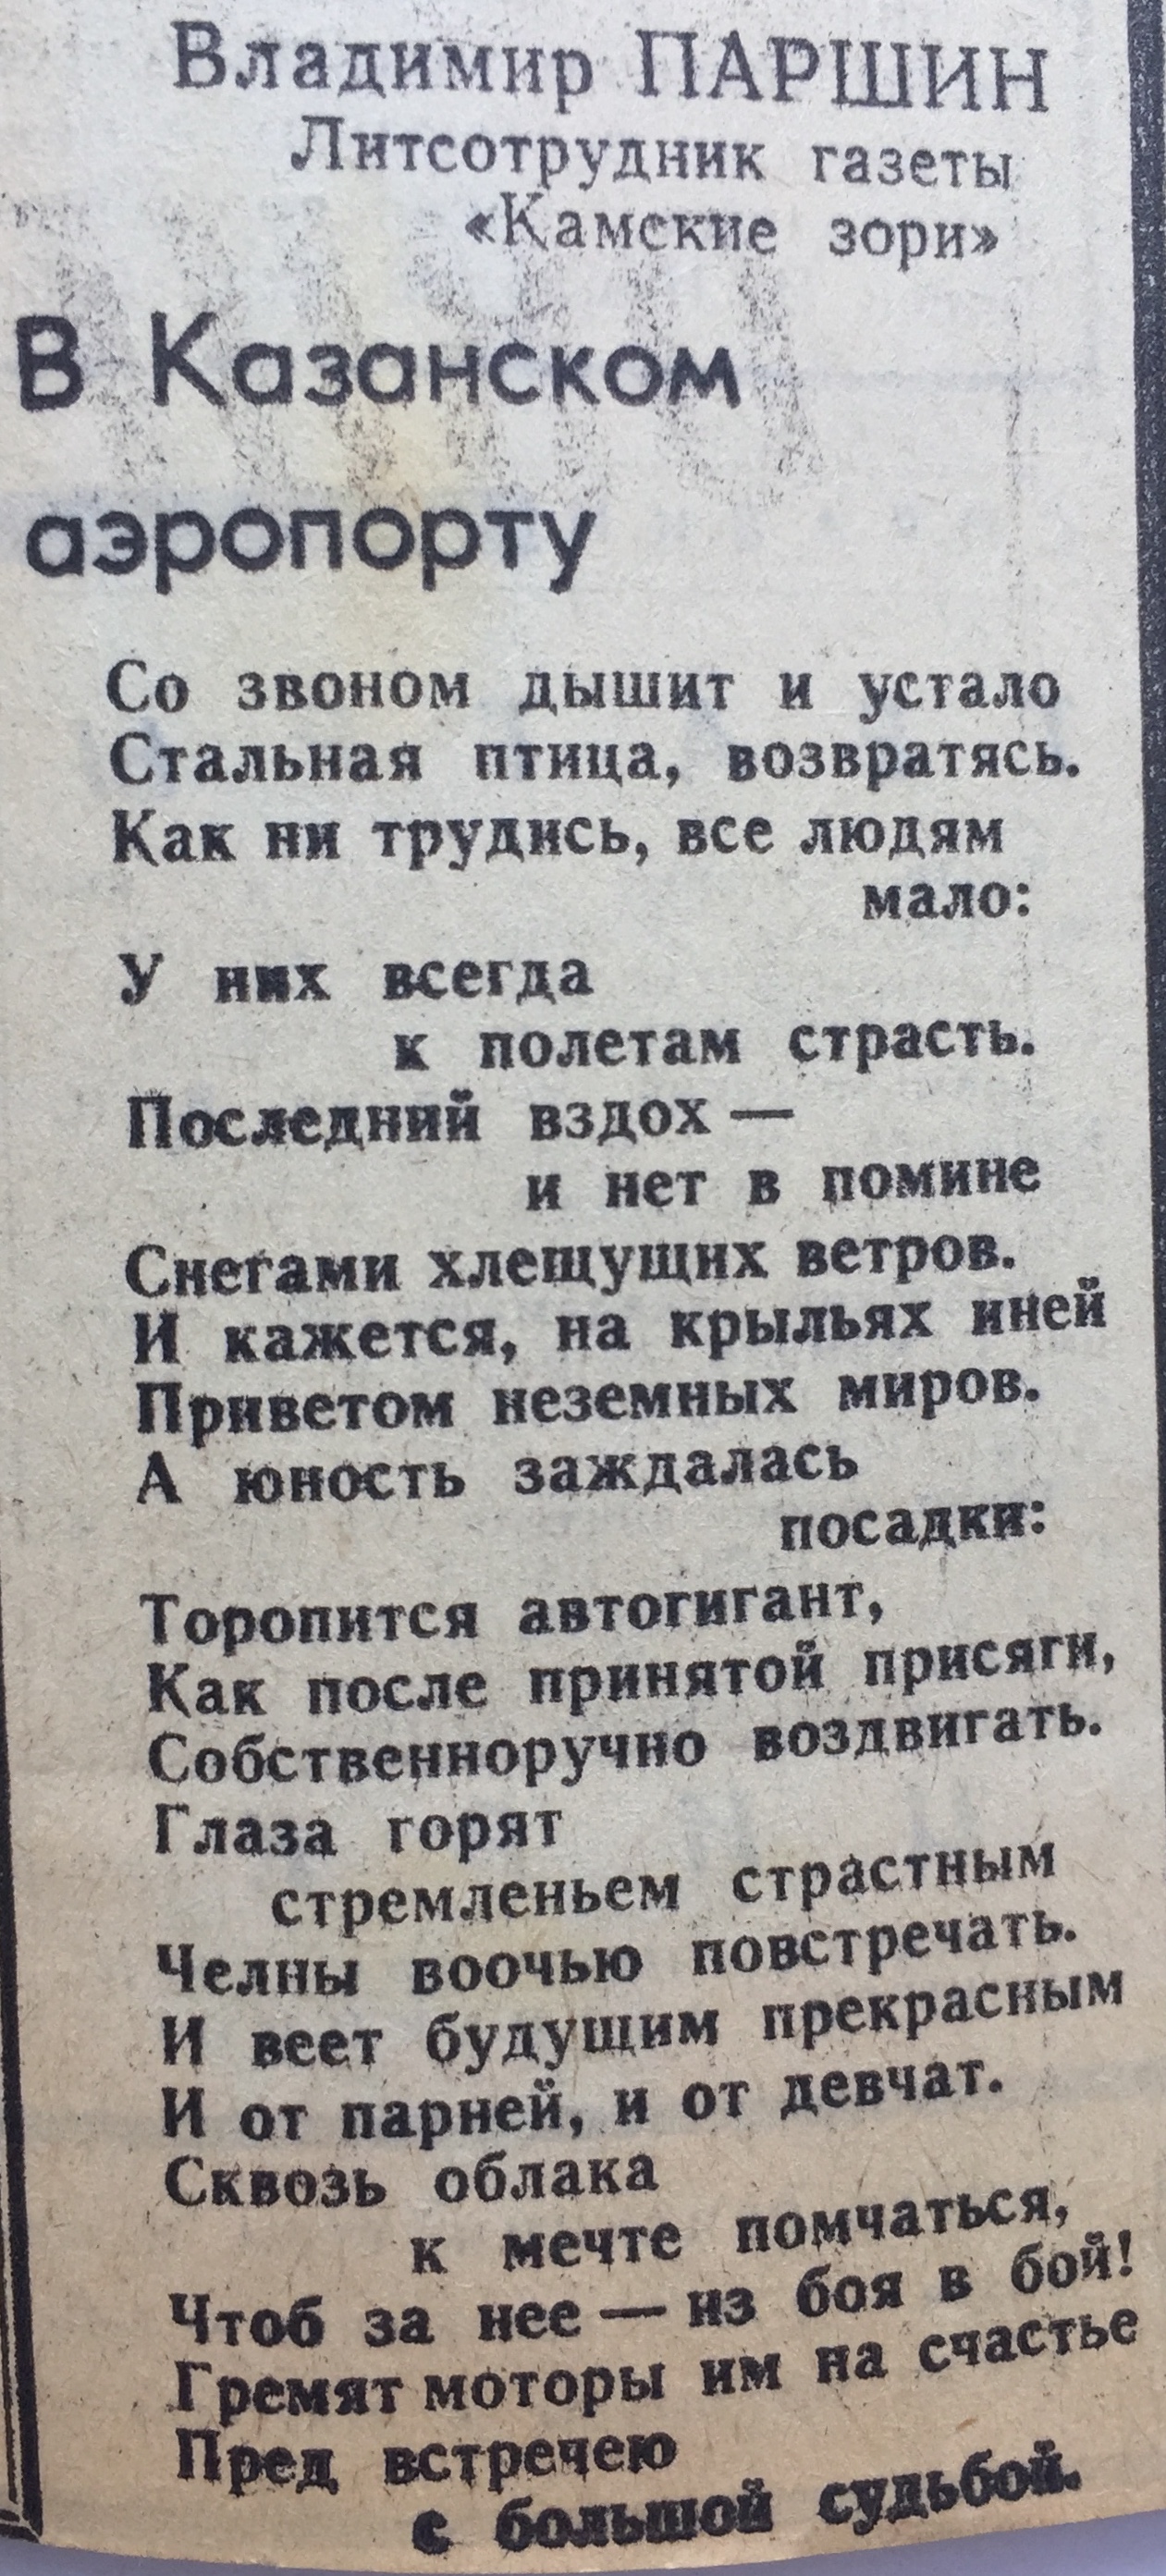 Владимир ПАРШИН
Литсотрудник газеты
«Камские зори»
В Казанском
аэропорту
Со звоном дышит и устало
Стальная птица, возвратясь.
Как ни трудись, все людям
мало:
У них всегда
к полетам страсть.
Последний вздох —
и нет в помине
Снегами хлещущих ветров.
И кажется, на крыльях иней
Приветом неземных миров.
А юность заждалась
посадки:
Торопится автогигант,
Как после принятой присяги,
Собственноручно воздвигать.
Глаза горят
стремленьем страстным
Челны воочью повстречать.
И веет будущим прекрасным
И от парней, и от девчат.
Сквозь облака
к мечте помчаться,
Чтоб за нее — из боя в бой!
Гремят моторы им на счастье
Пред встречею
с большой судьбой.